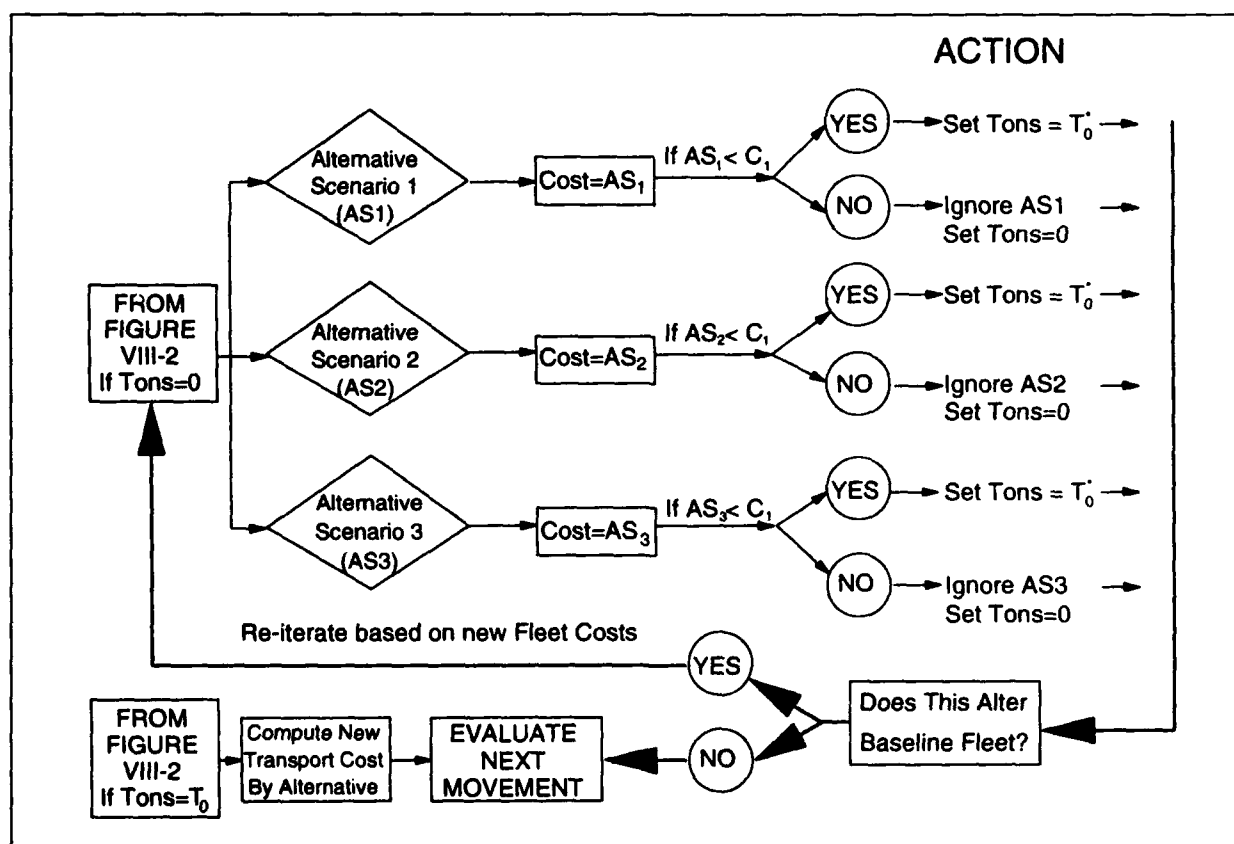 ACTION
Alternative
Scenario 1
(AS1)
Cost=AS₁
If AS₁< C₁
YES
Set Tons = T₀*
NO
Ignore AS1
Set Tons=0
FROM
FIGURE
VIII-2
If Tons=0
Alternative
Scenario 2
(AS2)
Cost=AS₂
If AS₂< C₁
YES
Set Tons = T₀*
NO
Ignore AS2
Set Tons=0
Alternative
Scenario 3
(AS3)
Cost=AS₃
If AS₃< C₁
YES
Set Tons = T₀*
NO
Ignore AS3
Set Tons=0
Re-iterate based on new Fleet Costs
YES
Does This Alter
Baseline Fleet?
NO
FROM
FIGURE
VIII-2
If Tons=T₀
Compute New
Transport Cost
By Alternative
EVALUATE
NEXT
MOVEMENT